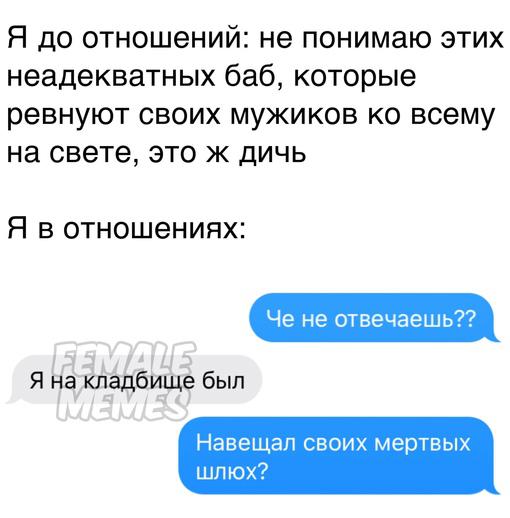 Я до отношений: не понимаю этих
неадекватных баб, которые
ревнуют своих мужиков ко всему
на свете, это ж дичь
Я в отношениях:
Че не отвечаешь??
FEMALE
Я на кладбище был
MEMES
Навещал своих мертвых
шлюх?